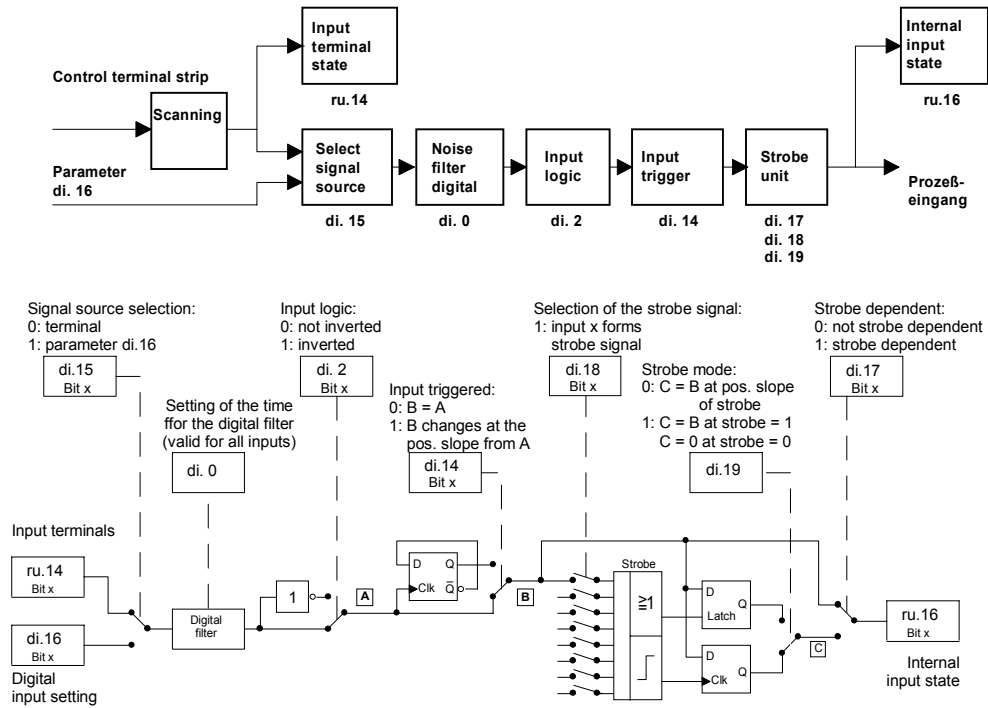 Control terminal strip
Scanning
Parameter
di. 16
Input
terminal
state
ru.14
Select
signal
source
di. 15
Noise
filter
digital
di. 0
Input
logic
di. 2
Input
trigger
di. 14
Strobe
unit
di. 17
di. 18
di. 19
Internal
input
state
ru.16
Prozeß-
eingang
Signal source selection:
0: terminal
1: parameter di.16
di.15
Bit x
Setting of the time
ffor the digital filter
(valid for all inputs)
di. 0
Input logic:
0: not inverted
1: inverted
di. 2
Bit x
Input triggered:
0: B = A
1: B changes at the
pos. slope from A
di.14
Bit x
Selection of the strobe signal:
1: input x forms
strobe signal
di.18
Bit x
Strobe mode:
0: C = B at pos. slope
of strobe
1: C = B at strobe = 1
C = 0 at strobe = 0
di.19
Strobe dependent:
0: not strobe dependent
1: strobe dependent
di.17
Bit x
Input terminals
ru.14
Bit x
di.16
Bit x
Digital
input setting
Digital
filter
1
A
D Q
Clk Q̅
B
Strobe
≧1
D
Q
Latch
D
Q
Clk
C
ru.16
Bit x
Internal
input state